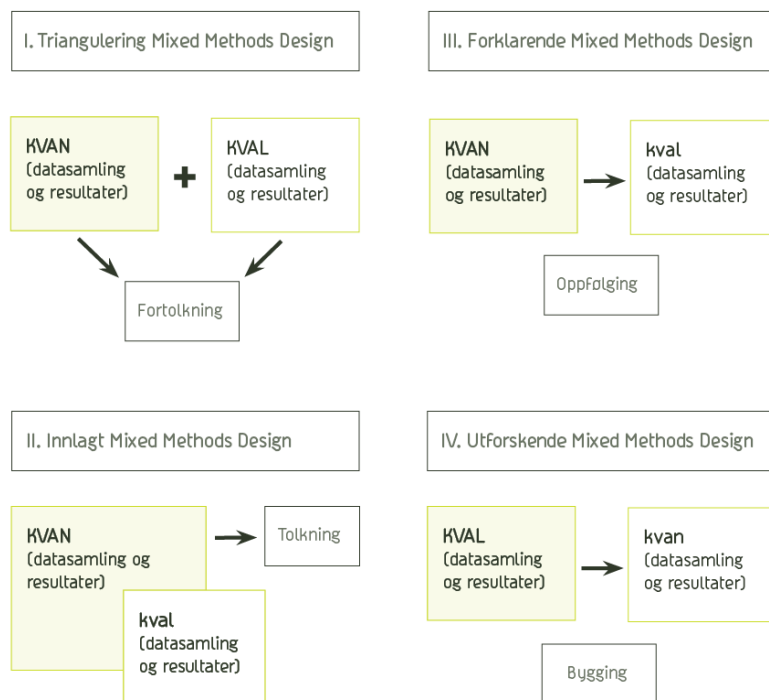 I. Triangulering Mixed Methods Design
KVAN
(datasamling
og resultater)
+
KVAL
(datasamling
og resultater)
Fortolkning
II. Innlagt Mixed Methods Design
KVAN
(datasamling og
resultater)
Tolkning
kval
(datasamling
og resultater)
III. Forklarende Mixed Methods Design
KVAN
(datasamling
og resultater)
kval
(datasamling
og resultater)
Oppfølging
IV. Utforskende Mixed Methods Design
KVAL
(datasamling
og resultater)
kvan
(datasamling
og resultater)
Bygging